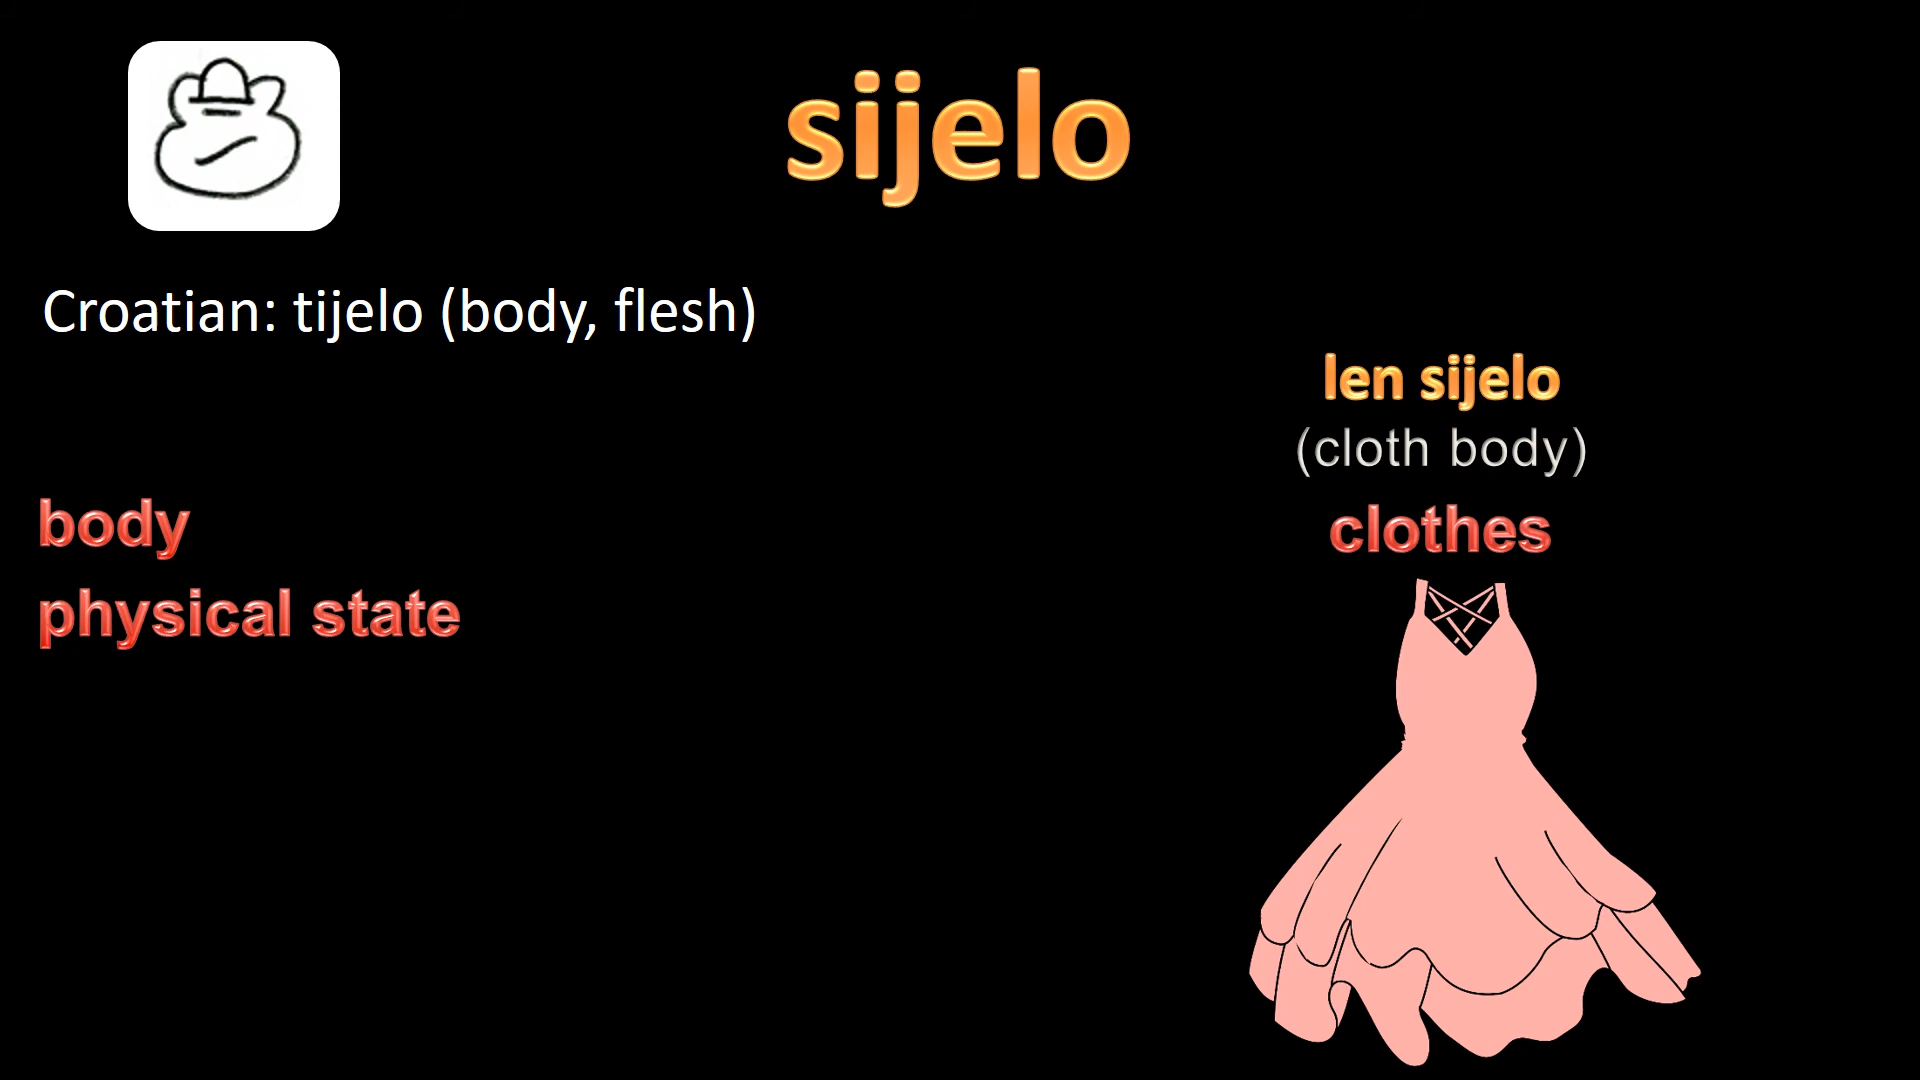 sijelo
Croatian: tijelo (body, flesh)
body
physical state
len sijelo
(cloth body)
clothes